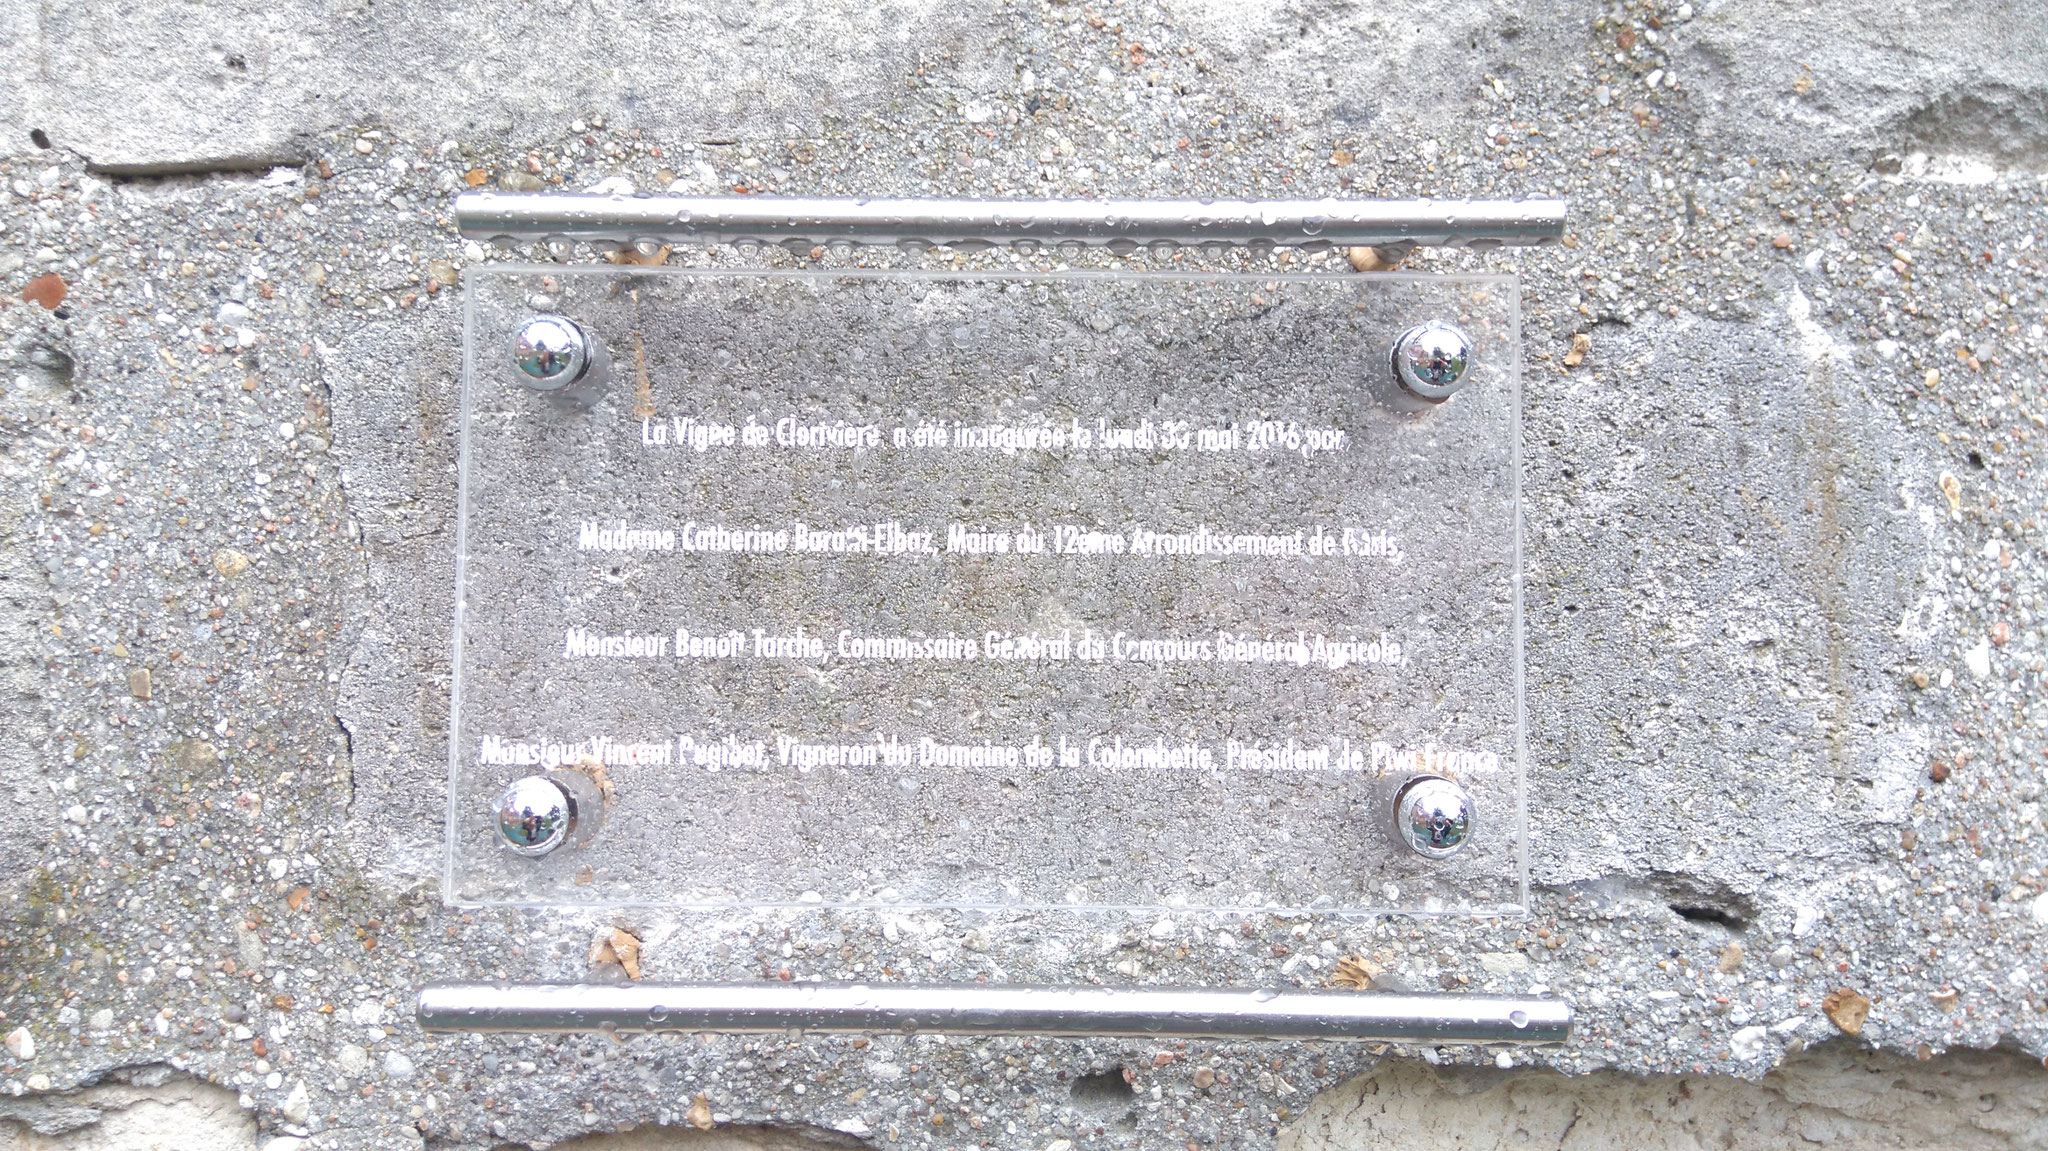 La Vigne de Clorivière a été inaugurée le lundi 30 mai 2016 par
Madame Catherine Baratti-Elbaz, Maire du 12ème Arrondissement de Paris,
Monsieur Benoît Tarche, Commissaire Général du Concours Général Agricole,
Monsieur Vincent Pugibet, Vigneron du Domaine de la Colombette, Président de Piwi France